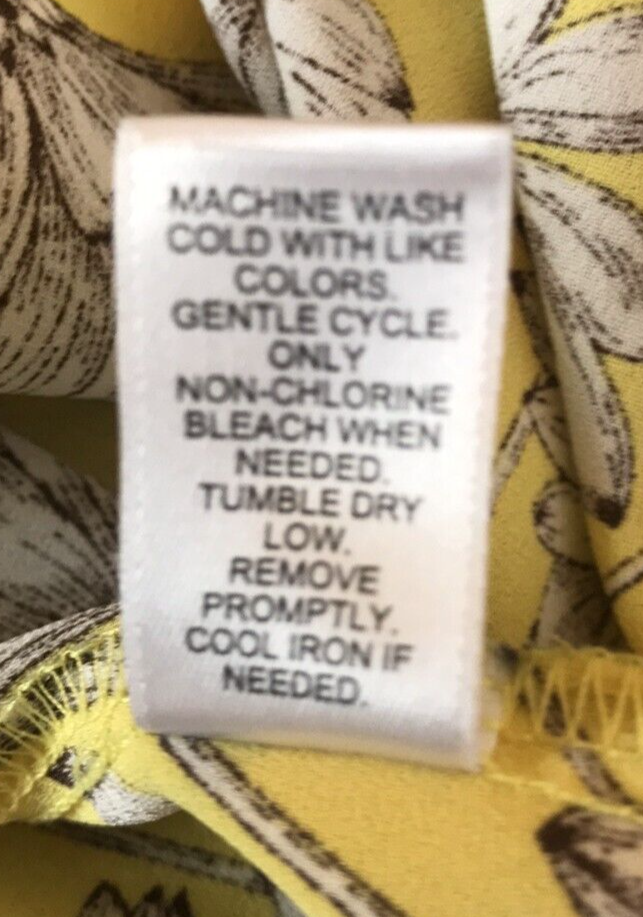 MACHINE WASH
COLD WITH LIKE
COLORS.
GENTLE CYCLE.
ONLY
NON-CHLORINE
BLEACH WHEN
NEEDED.
TUMBLE DRY
LOW.
REMOVE
PROMPTLY.
COOL IRON IF
NEEDED.